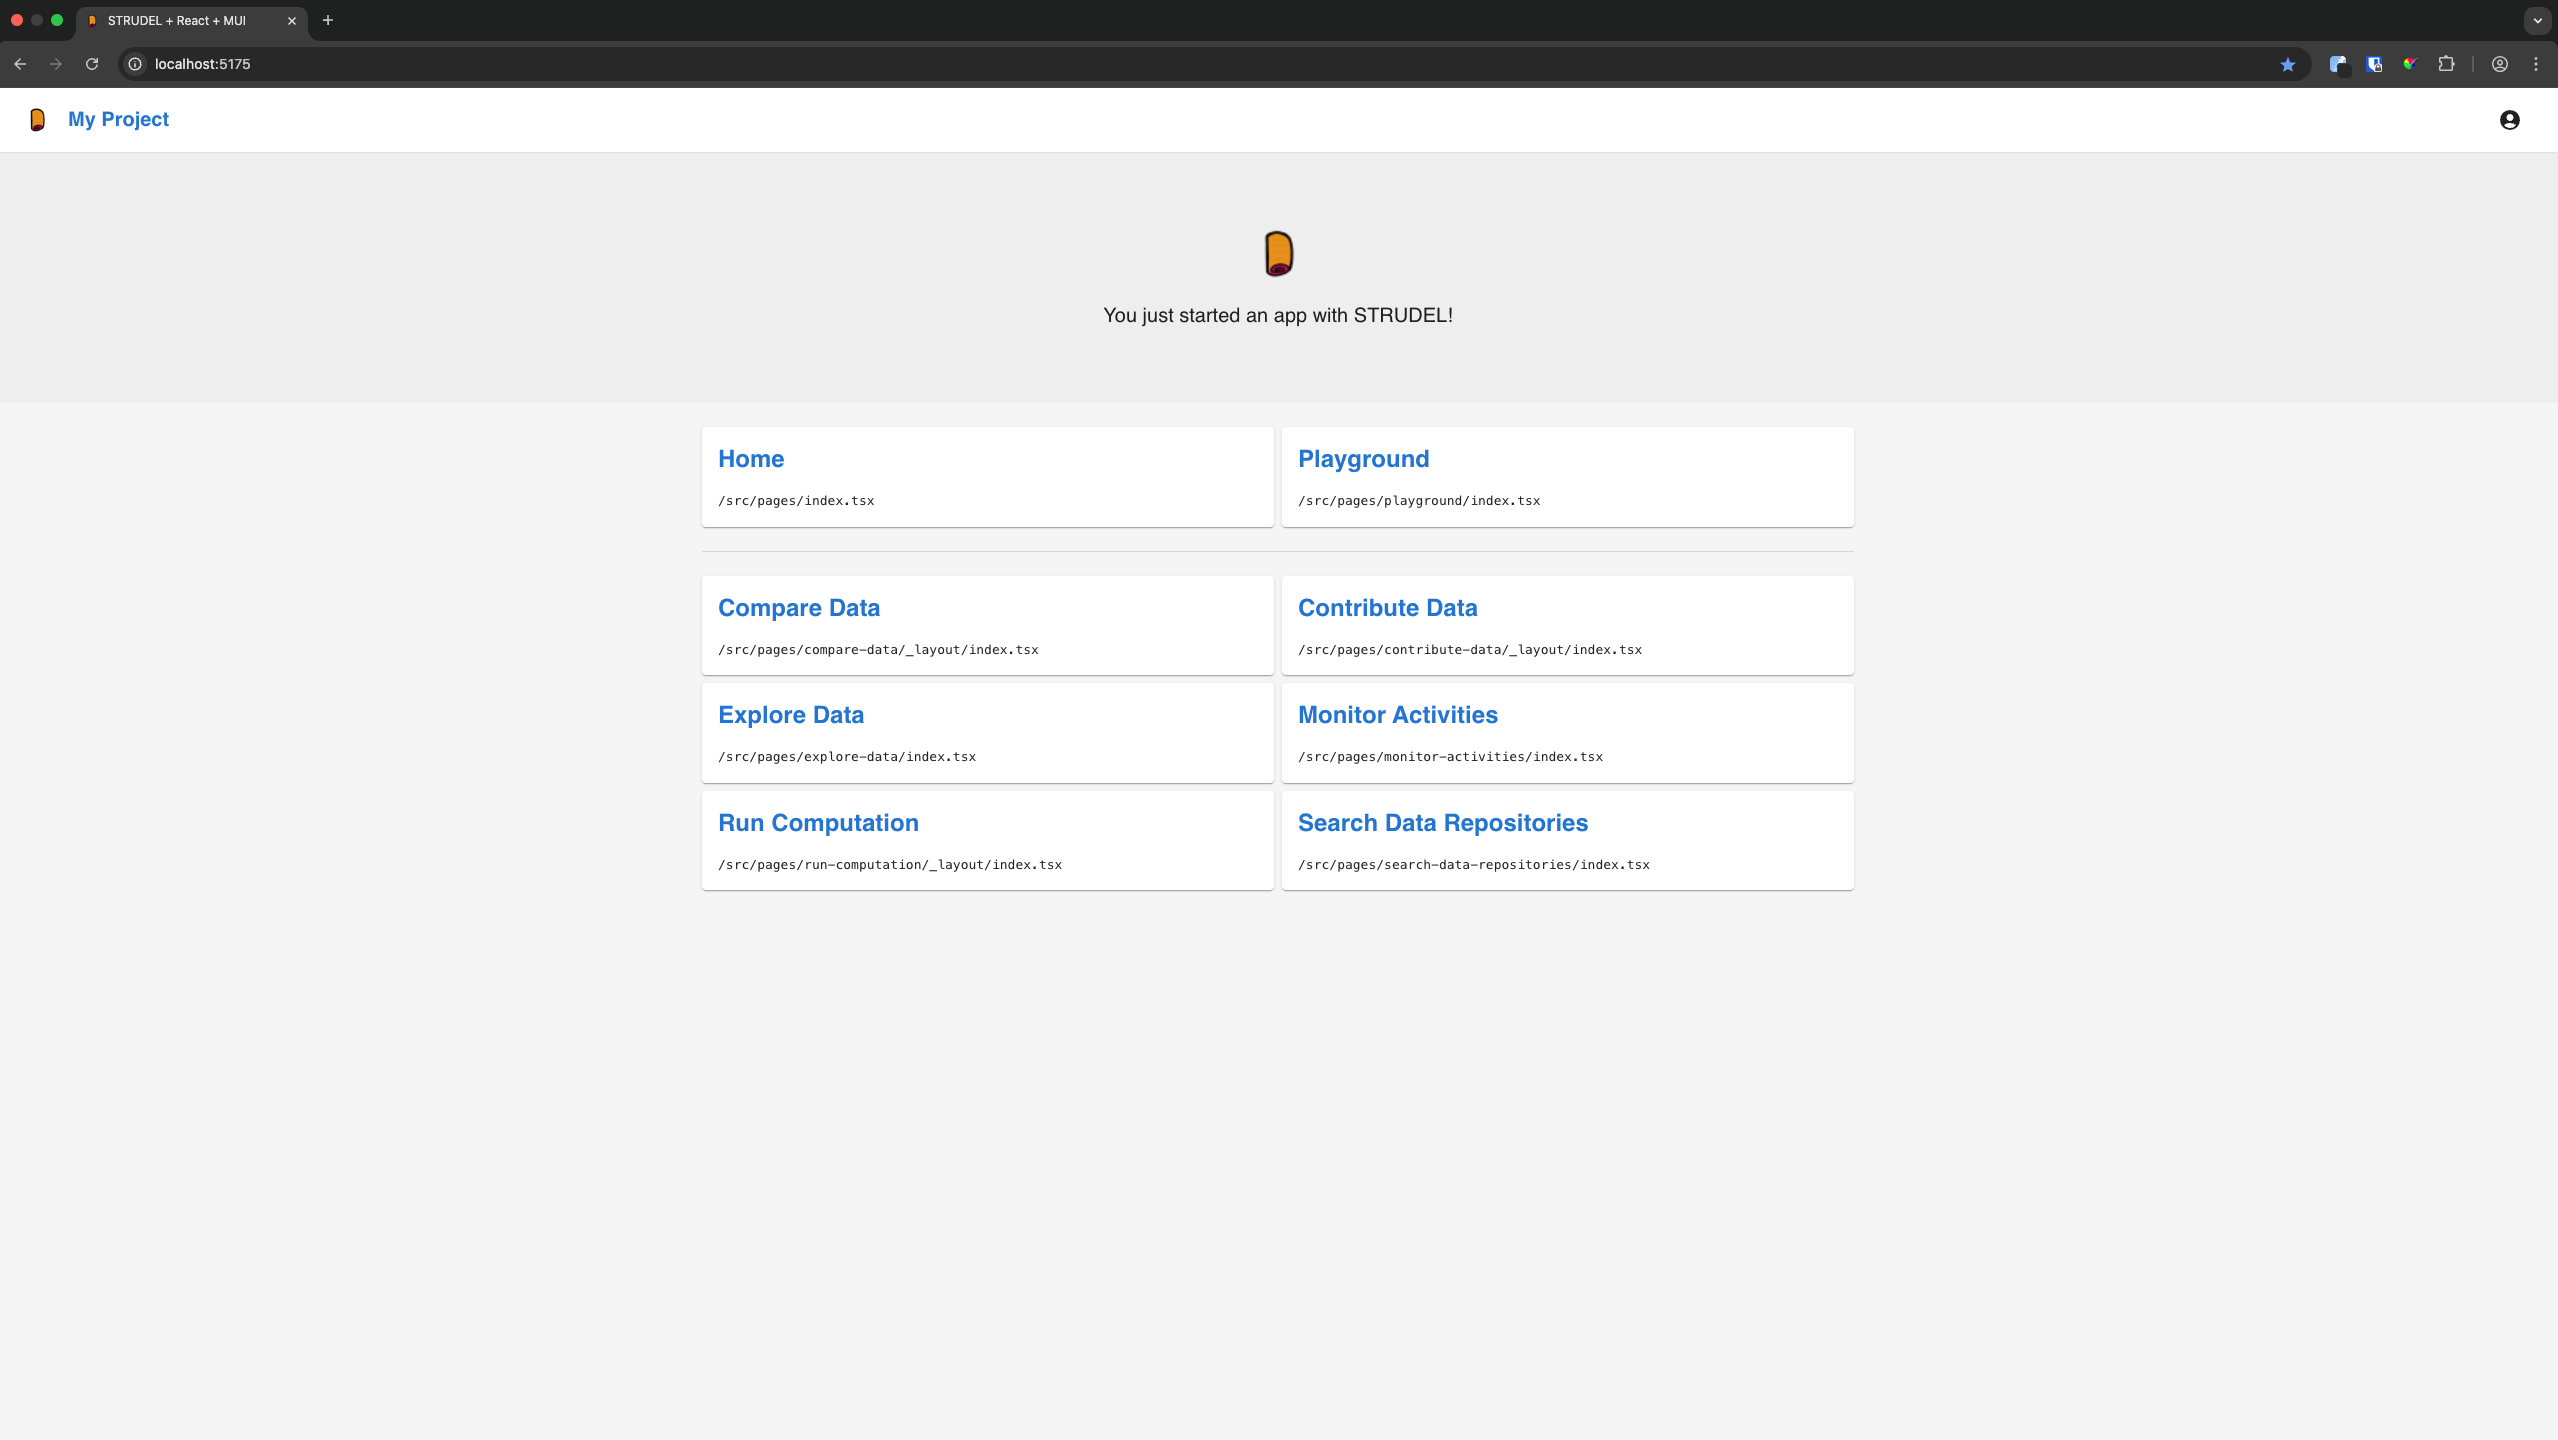 STRUDEL + React + MUI
localhost:5175
My Project
You just started an app with STRUDEL!
Home
/src/pages/index.tsx
Playground
/src/pages/playground/index.tsx
Compare Data
/src/pages/compare-data/_layout/index.tsx
Contribute Data
/src/pages/contribute-data/_layout/index.tsx
Explore Data
/src/pages/explore-data/index.tsx
Monitor Activities
/src/pages/monitor-activities/index.tsx
Run Computation
/src/pages/run-computation/_layout/index.tsx
Search Data Repositories
/src/pages/search-data-repositories/index.tsx